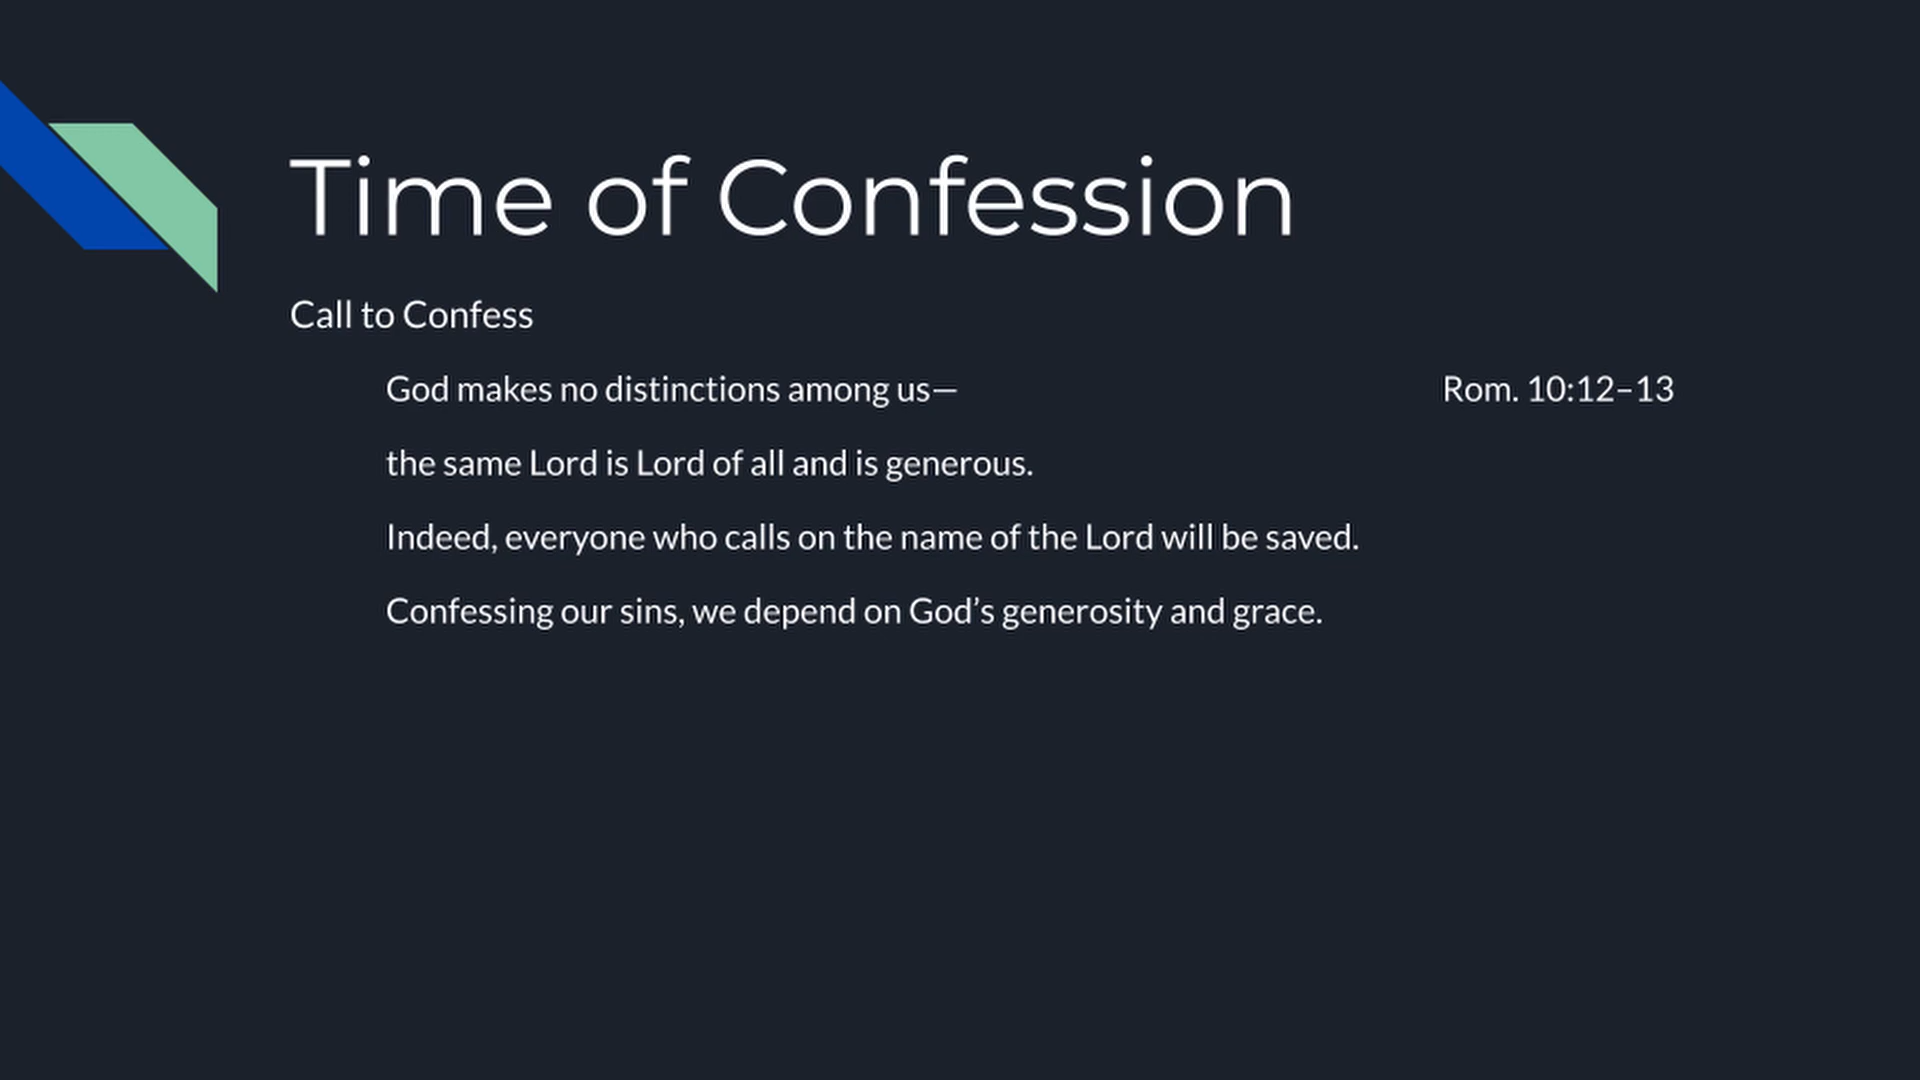 Time of Confession
Call to Confess
God makes no distinctions among us— Rom. 10:12–13
the same Lord is Lord of all and is generous.
Indeed, everyone who calls on the name of the Lord will be saved.
Confessing our sins, we depend on God’s generosity and grace.